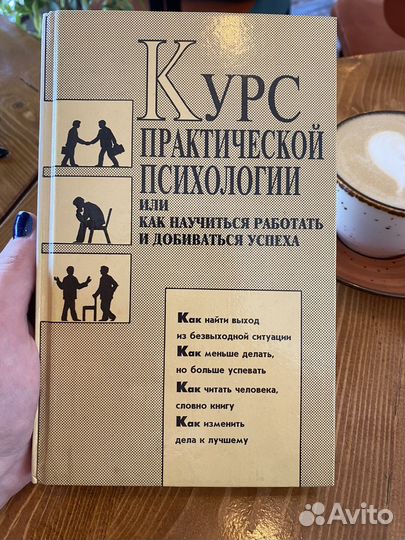 Курс
ПРАКТИЧЕСКОЙ
ПСИХОЛОГИИ
ИЛИ
КАК НАУЧИТЬСЯ РАБОТАТЬ
И ДОБИВАТЬСЯ УСПЕХА
Как найти выход
из безвыходной ситуации
Как меньше делать,
но больше успевать
Как читать человека,
словно книгу
Как изменить
дела к лучшему
Avito